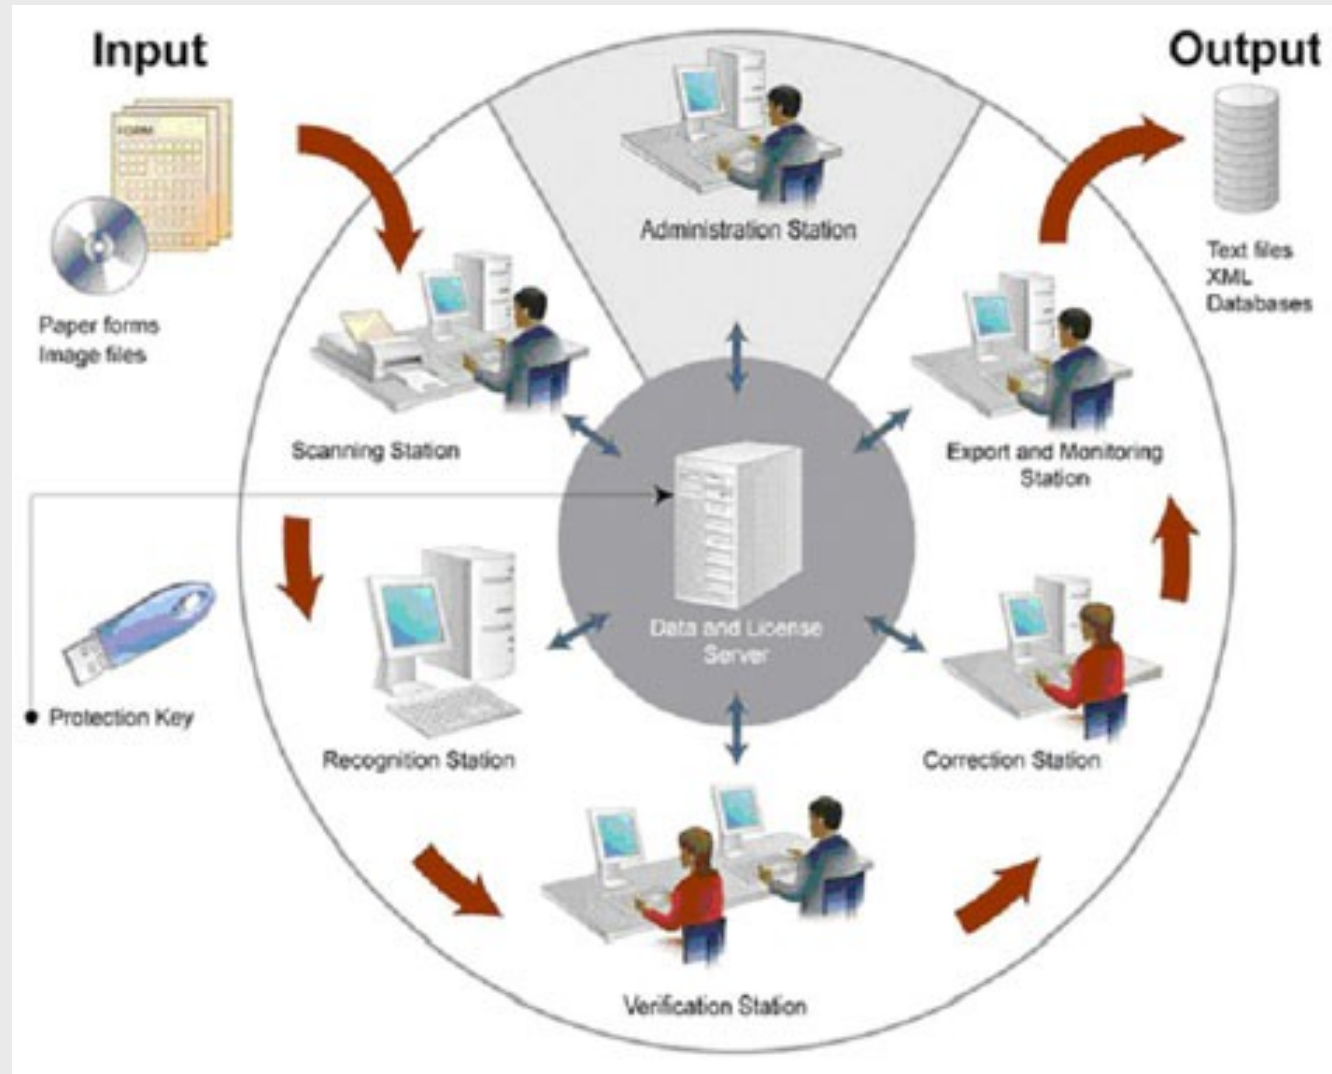 Input
Output
FORM
Administration Station
Text files
XML
Databases
Paper forms
Image files
Scanning Station
Export and Monitoring
Station
Data and License
Server
Protection Key
Recognition Station
Correction Station
Verification Station